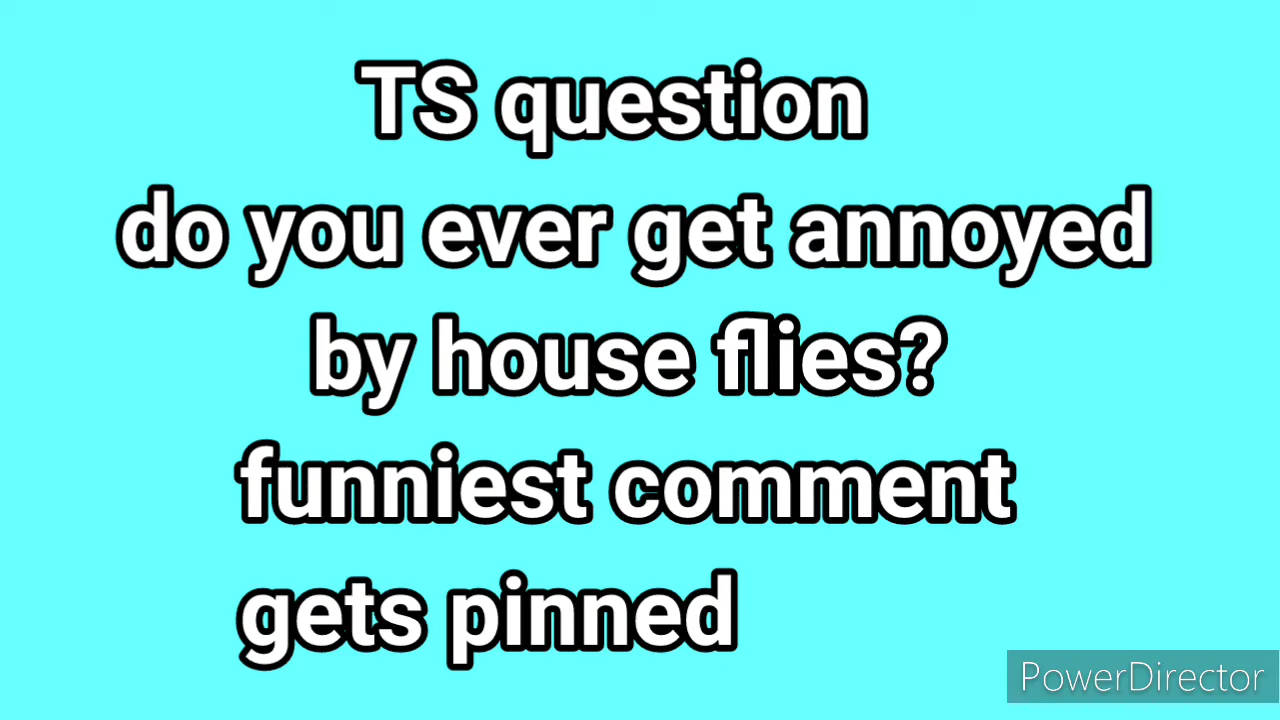 TS question
do you ever get annoyed
by house flies?
funniest comment
gets pinned
PowerDirector